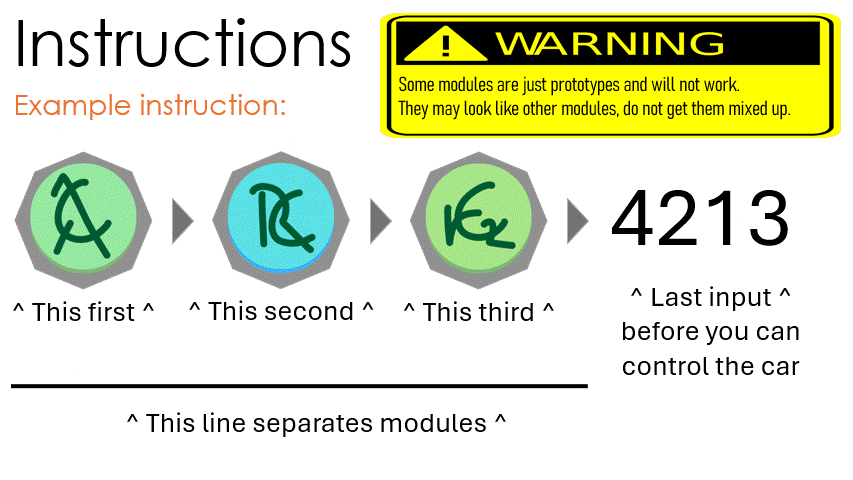 Instructions
Example instruction:
WARNING
Some modules are just prototypes and will not work.
They may look like other modules, do not get them mixed up.
4213
^ This first ^
^ This second ^
^ This third ^
^ Last input ^
before you can
control the car
^ This line separates modules ^